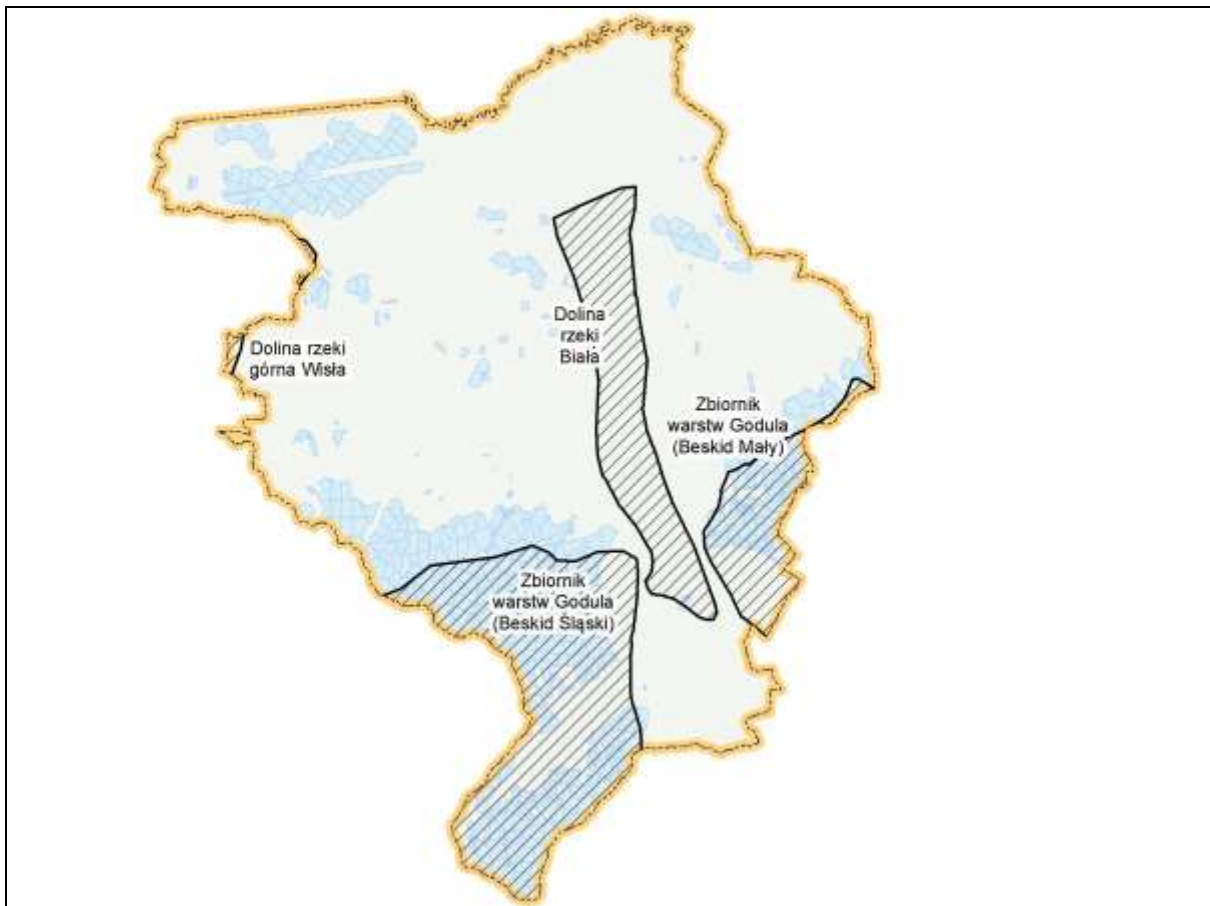 Dolina
rzeki
Biała
Dolina rzeki
górna Wisła
Zbiornik
warstw Godula
(Beskid Mały)
Zbiornik
warstw Godula
(Beskid Śląski)